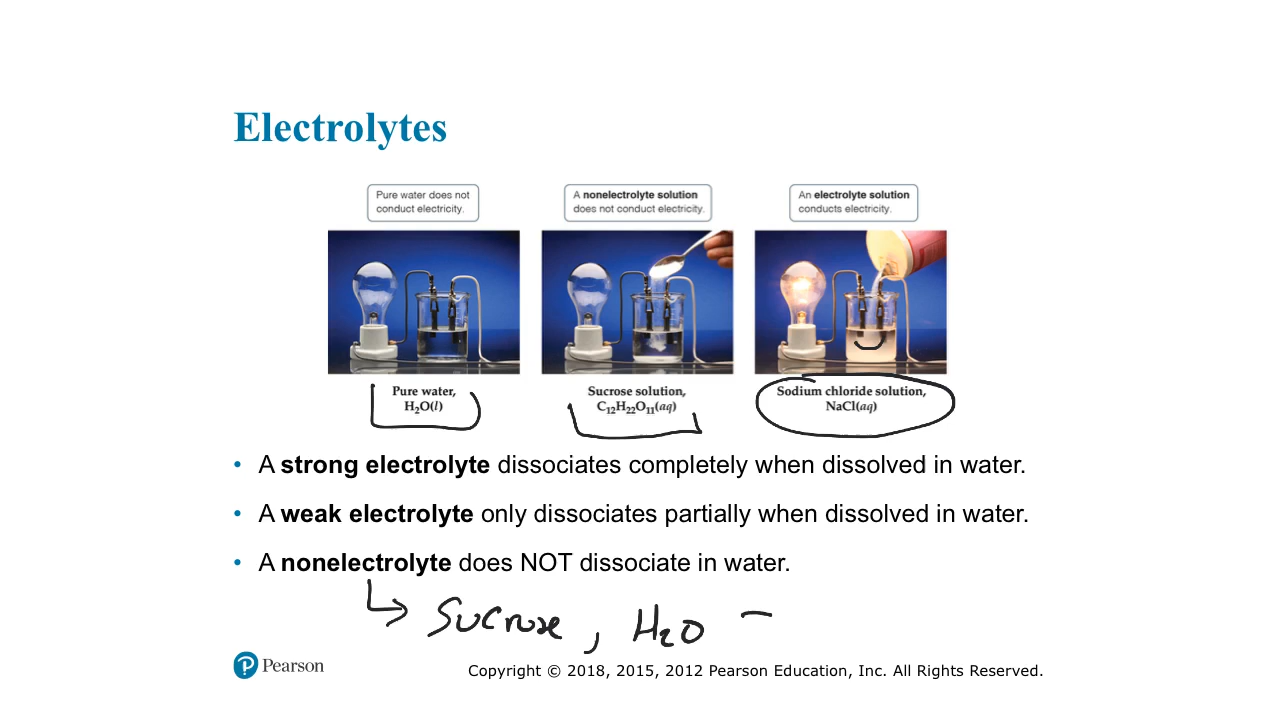 Electrolytes
Pure water does not
conduct electricity.
A nonelectrolyte solution
does not conduct electricity.
An electrolyte solution
conducts electricity.
Pure water,
H₂O(l)
Sucrose solution,
C₁₂H₂₂O₁₁(aq)
Sodium chloride solution,
NaCl(aq)
• A strong electrolyte dissociates completely when dissolved in water.
• A weak electrolyte only dissociates partially when dissolved in water.
• A nonelectrolyte does NOT dissociate in water.
↳ Sucrose, H₂O
P Pearson
Copyright © 2018, 2015, 2012 Pearson Education, Inc. All Rights Reserved.